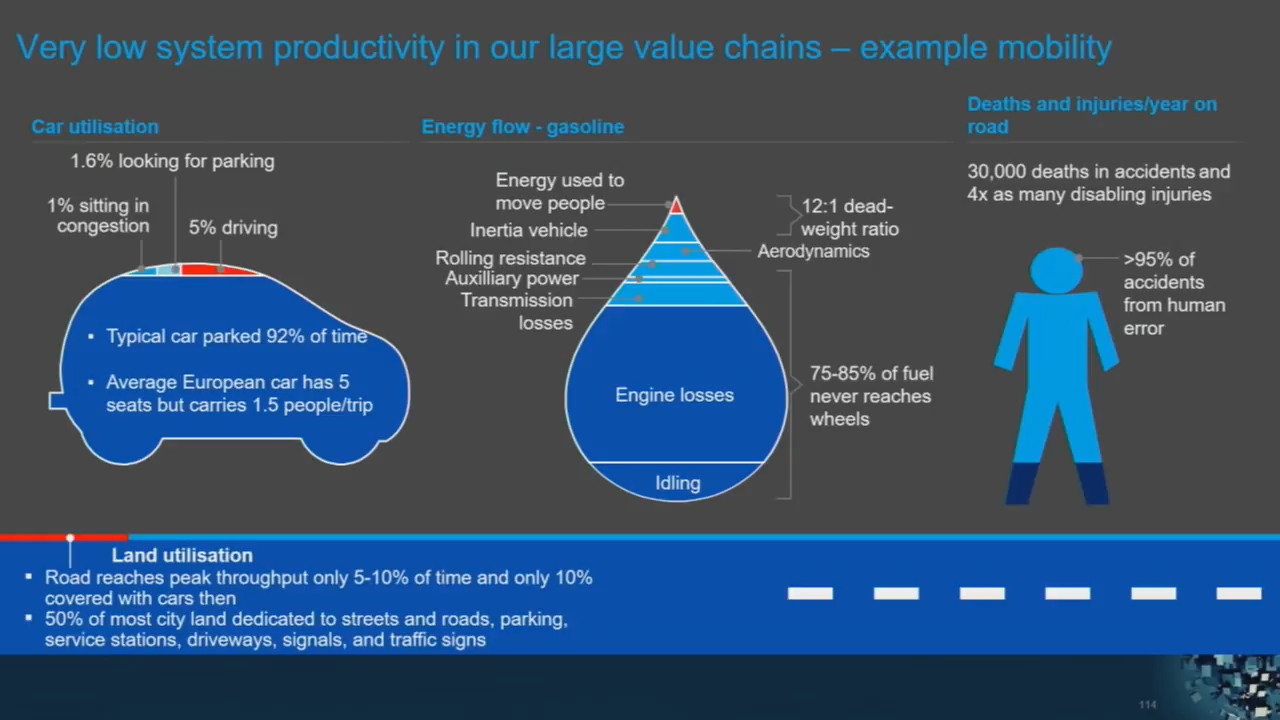 Very low system productivity in our large value chains – example mobility
Car utilisation
1.6% looking for parking
1% sitting in
congestion
5% driving
▪ Typical car parked 92% of time
▪ Average European car has 5
seats but carries 1.5 people/trip
Energy flow - gasoline
Energy used to
move people
Inertia vehicle
Rolling resistance
Auxilliary power
Transmission
losses
12:1 dead-
weight ratio
Aerodynamics
Engine losses
Idling
75-85% of fuel
never reaches
wheels
Deaths and injuries/year on
road
30,000 deaths in accidents and
4x as many disabling injuries
>95% of
accidents
from human
error
Land utilisation
▪ Road reaches peak throughput only 5-10% of time and only 10%
covered with cars then
▪ 50% of most city land dedicated to streets and roads, parking,
service stations, driveways, signals, and traffic signs
114